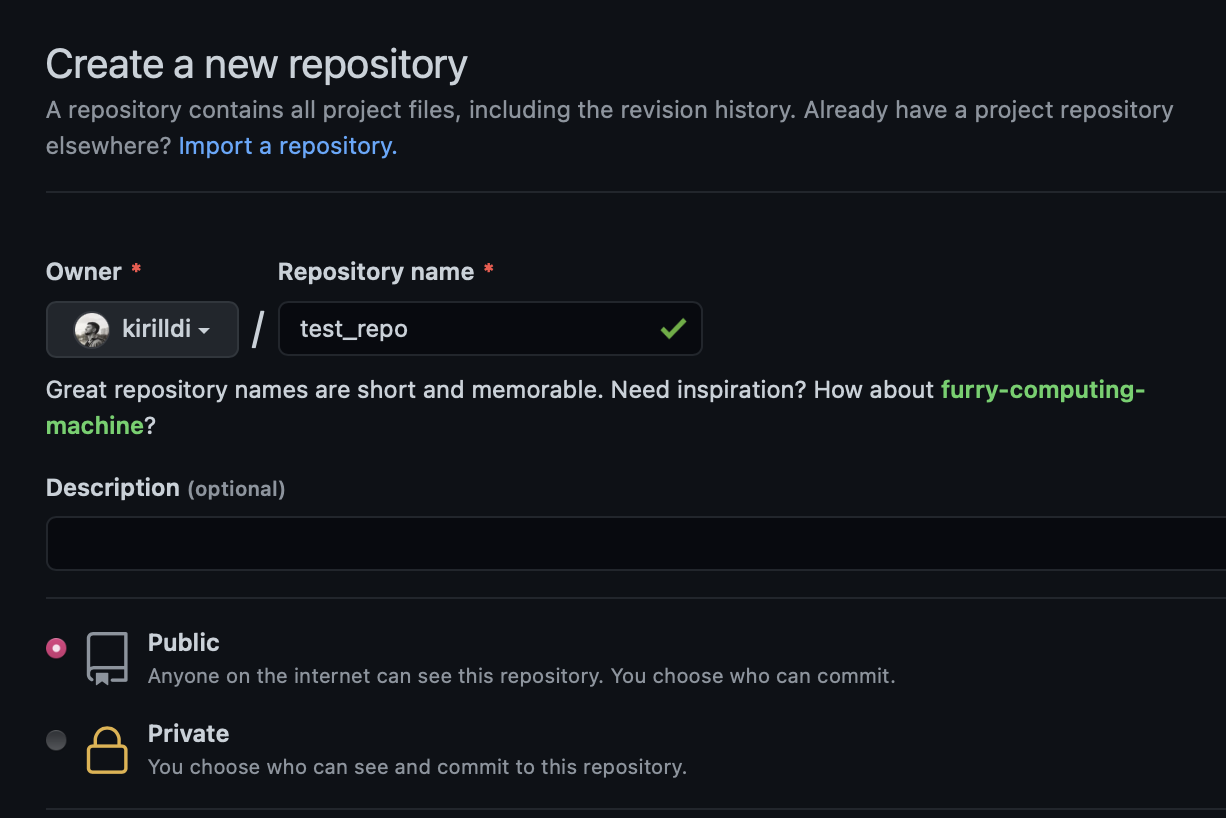 Create a new repository
A repository contains all project files, including the revision history. Already have a project repository
elsewhere? Import a repository.
Owner * Repository name *
kirilldi / test_repo
Great repository names are short and memorable. Need inspiration? How about furry-computing-
machine?
Description (optional)
Public
Anyone on the internet can see this repository. You choose who can commit.
Private
You choose who can see and commit to this repository.